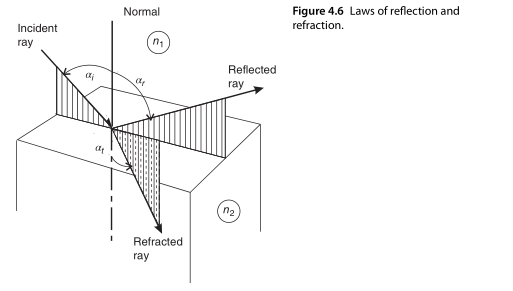 Normal
Figure 4.6 Laws of reflection and
refraction.
Incident
ray
n1
αi
αr
Reflected
ray
αt
n2
Refracted
ray